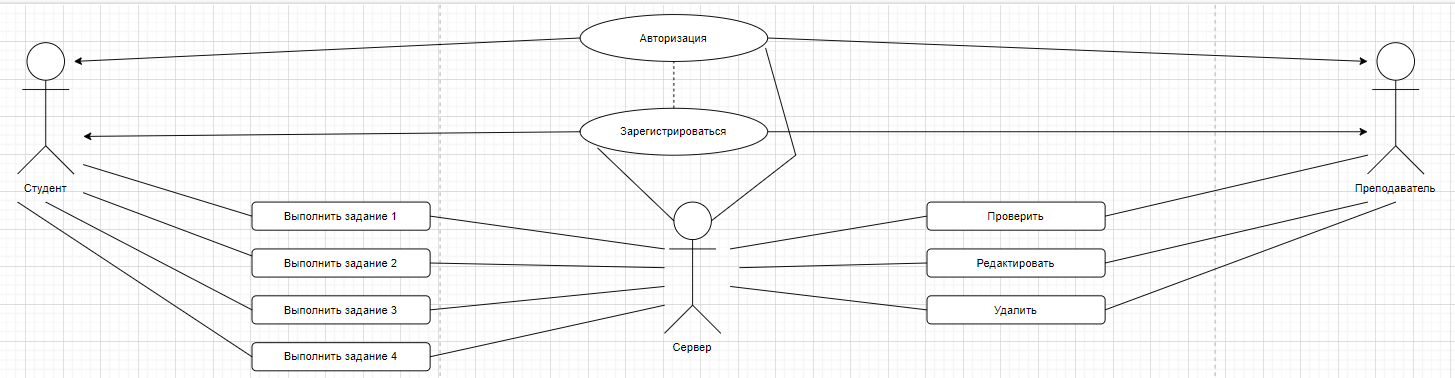 Авторизация
Зарегистрироваться
Студент
Преподаватель
Выполнить задание 1
Проверить
Выполнить задание 2
Редактировать
Выполнить задание 3
Удалить
Сервер
Выполнить задание 4